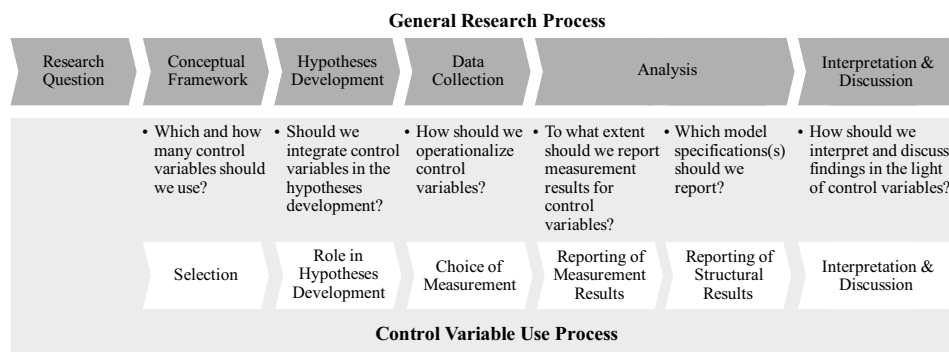 General Research Process
Research
Question
Conceptual
Framework
Hypotheses
Development
Data
Collection
Analysis
Interpretation &
Discussion
• Which and how
many control
variables should
we use?
• Should we
integrate control
variables in the
hypotheses
development?
• How should we
operationalize
control
variables?
• To what extent
should we report
measurement
results for
control
variables?
• Which model
specifications(s)
should we
report?
• How should we
interpret and discuss
findings in the light
of control variables?
Selection
Role in
Hypotheses
Development
Choice of
Measurement
Reporting of
Measurement
Results
Reporting of
Structural
Results
Interpretation &
Discussion
Control Variable Use Process